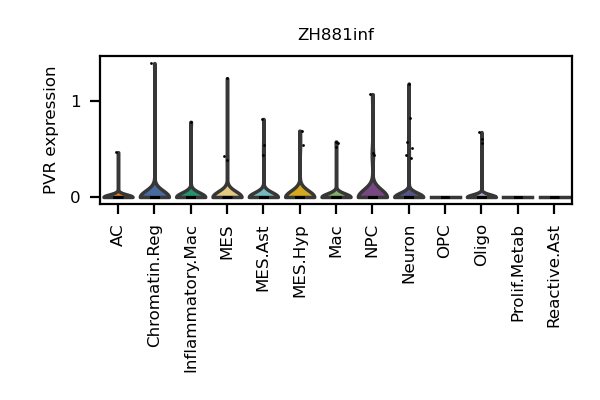 ZH881inf
PVR expression
1
0
AC
Chromatin.Reg
Inflammatory.Mac
MES
MES.Ast
MES.Hyp
Mac
NPC
Neuron
OPC
Oligo
Prolif.Metab
Reactive.Ast